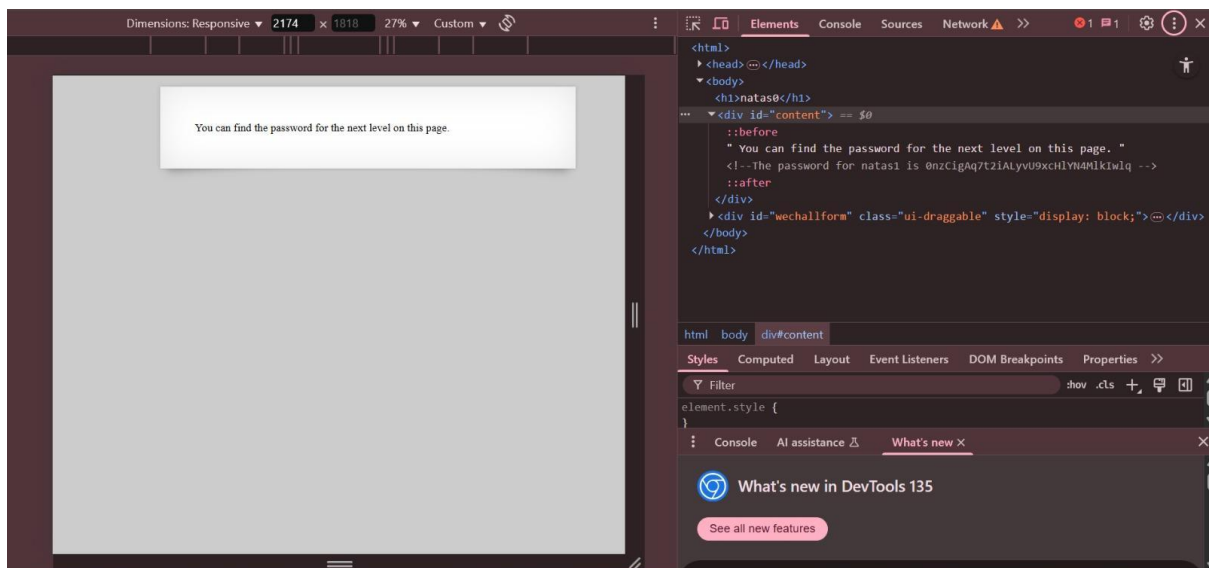 Dimensions: Responsive ▼ 2174 × 1818 27% ▼ Custom ▼
Elements Console Sources Network >> 1 1
<html>
<head> ... </head>
<body>
<h1>natas0</h1>
... <div id="content"> == $0
::before
" You can find the password for the next level on this page. "
<!--The password for natas1 is 0nzCigAq7t2iALyvU9xcHlYN4MlkIwlq -->
::after
</div>
<div id="wechallform" class="ui-draggable" style="display: block;"> ... </div>
</body>
</html>
You can find the password for the next level on this page.
html body div#content
Styles Computed Layout Event Listeners DOM Breakpoints Properties >>
Filter :hov .cls +
element.style {
}
Console AI assistance What's new ×
What's new in DevTools 135
See all new features